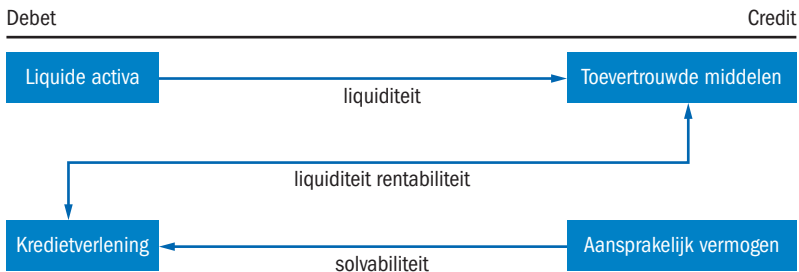 Debet
Credit
Liquide activa
Toevertrouwde middelen
liquiditeit
liquiditeit rentabiliteit
Kredietverlening
Aansprakelijk vermogen
solvabiliteit